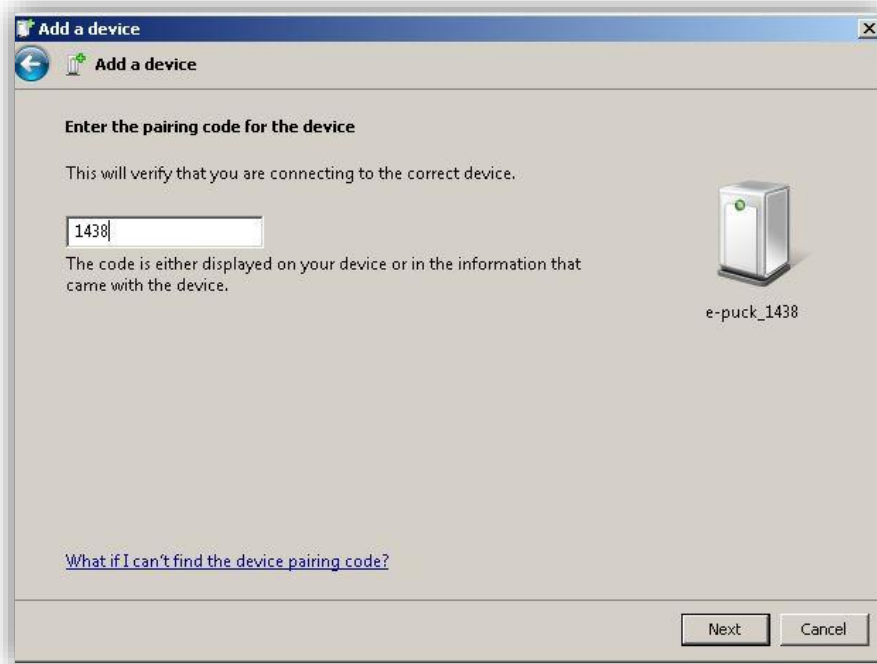 Add a device
Add a device
Enter the pairing code for the device
This will verify that you are connecting to the correct device.
1438
The code is either displayed on your device or in the information that
came with the device.
e-puck_1438
What if I can't find the device pairing code?
Next
Cancel